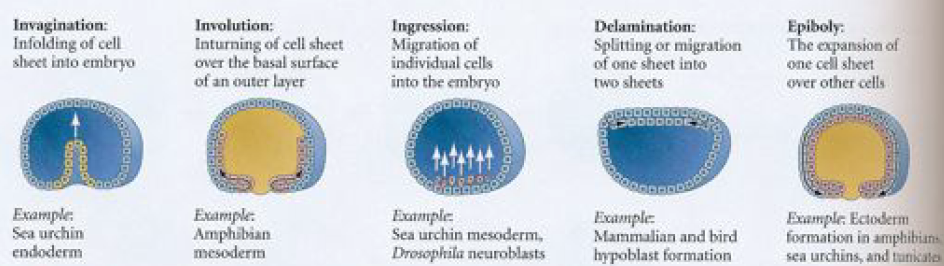 Invagination:
Infolding of cell
sheet into embryo
Involution:
Inturning of cell sheet
over the basal surface
of an outer layer
Ingression:
Migration of
individual cells
into the embryo
Delamination:
Splitting or migration
of one sheet into
two sheets
Epiboly:
The expansion of
one cell sheet
over other cells
Example:
Sea urchin
endoderm
Example:
Amphibian
mesoderm
Example:
Sea urchin mesoderm,
Drosophila neuroblasts
Example:
Mammalian and bird
hypoblast formation
Example: Ectoderm
formation in amphibians,
sea urchins, and tunicates